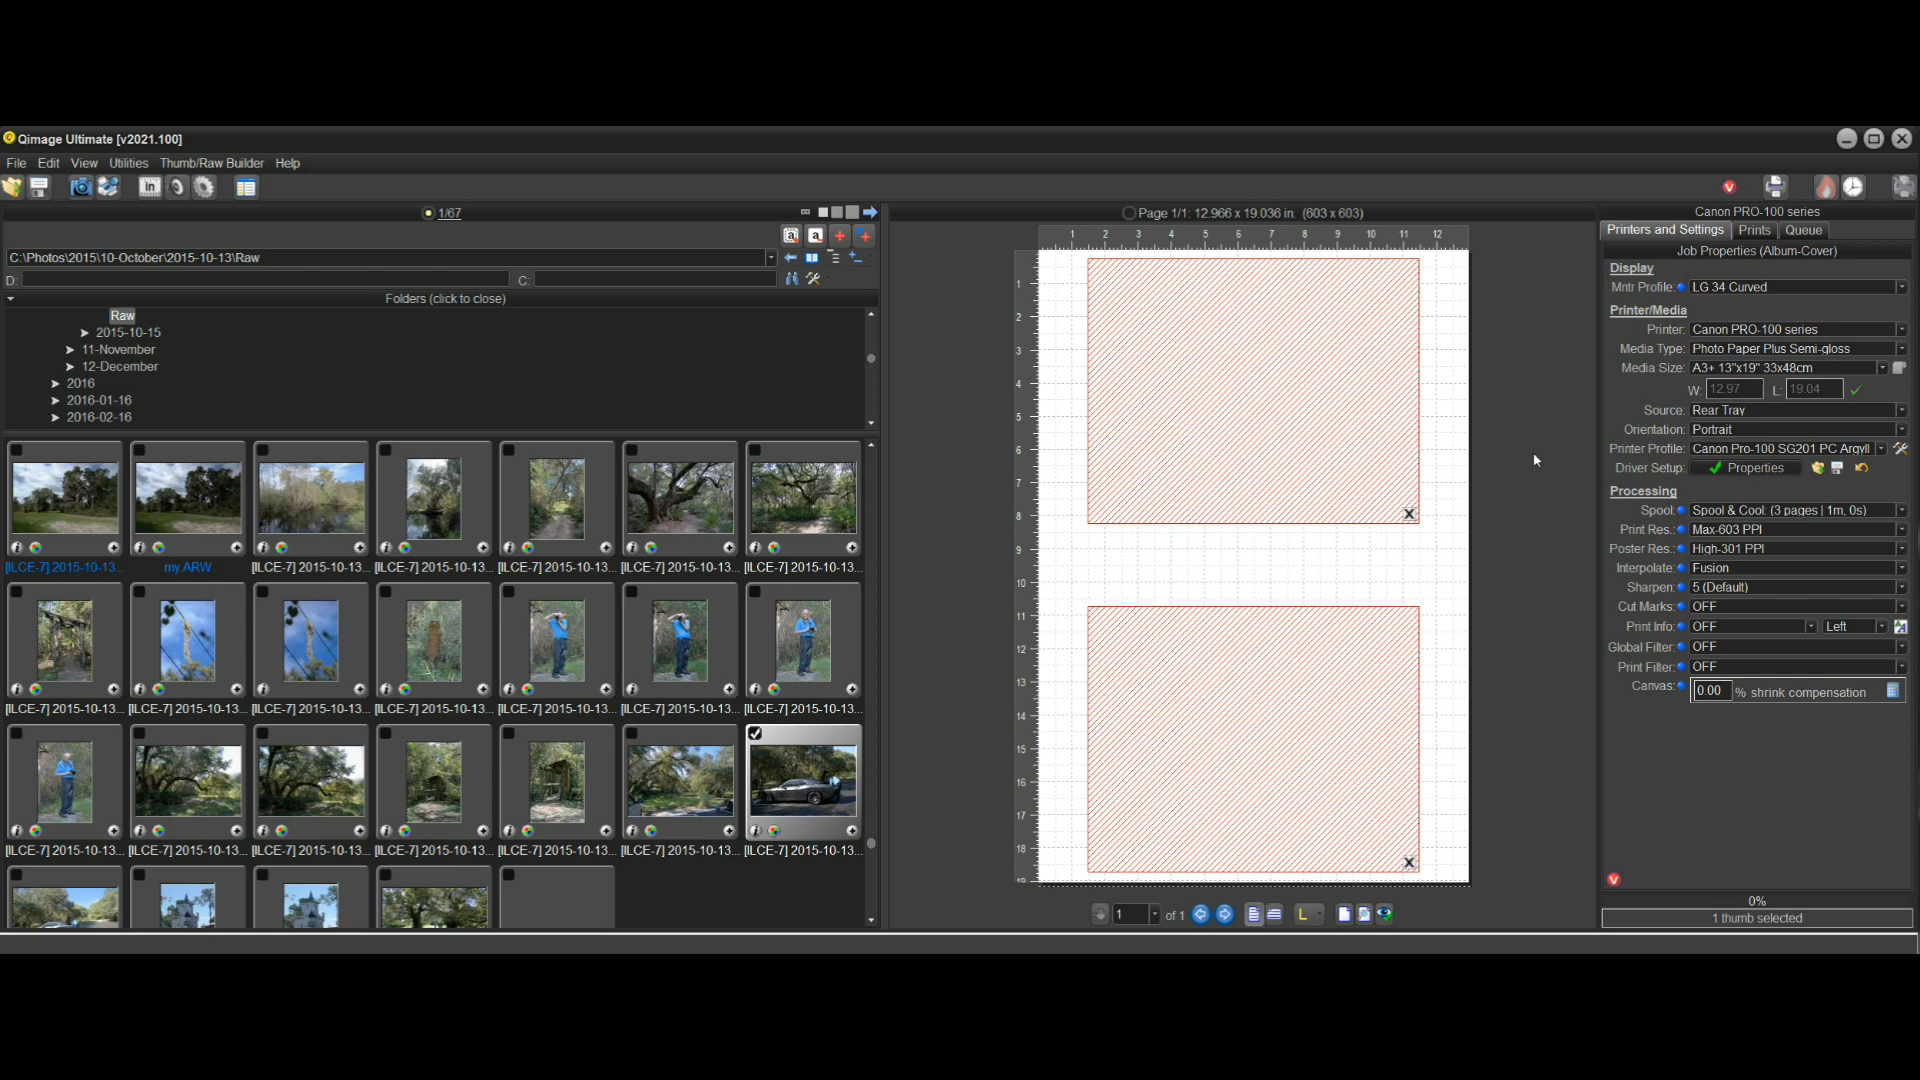 Qimage Ultimate [v2021.100]
File Edit View Utilities Thumb/Raw Builder Help
in
V
1/67
a a
C:\Photos\2015\10-October\2015-10-13\Raw
D: C:
Folders (click to close)
Raw
2015-10-15
11-November
12-December
2016
2016-01-16
2016-02-16
[ILCE-7] 2015-10-13... my ARW [ILCE-7] 2015-10-13... [ILCE-7] 2015-10-13... [ILCE-7] 2015-10-13... [ILCE-7] 2015-10-13... [ILCE-7] 2015-10-13...
[ILCE-7] 2015-10-13... [ILCE-7] 2015-10-13... [ILCE-7] 2015-10-13... [ILCE-7] 2015-10-13... [ILCE-7] 2015-10-13... [ILCE-7] 2015-10-13... [ILCE-7] 2015-10-13...
[ILCE-7] 2015-10-13... [ILCE-7] 2015-10-13... [ILCE-7] 2015-10-13... [ILCE-7] 2015-10-13... [ILCE-7] 2015-10-13... [ILCE-7] 2015-10-13... [ILCE-7] 2015-10-13...
Page 1/1: 12.966 x 19.036 in. (603 x 603)
1 2 3 4 5 6 7 8 9 10 11 12
1
2
3
4
5
6
7
8
9
10
11
12
13
14
15
16
17
18
19
X
X
1 of 1 L
Canon PRO-100 series
Printers and Settings Prints Queue
Job Properties (Album-Cover)
Display
Mntr Profile: LG 34 Curved
Printer/Media
Printer: Canon PRO-100 series
Media Type: Photo Paper Plus Semi-gloss
Media Size: A3+ 13"x19" 33x48cm
W: 12.97 L: 19.04
Source: Rear Tray
Orientation: Portrait
Printer Profile: Canon Pro-100 SG201 PC Argyll
Driver Setup: Properties
Processing
Spool: Spool & Cool: (3 pages | 1m, 0s)
Print Res.: Max-603 PPI
Poster Res.: High-301 PPI
Interpolate: Fusion
Sharpen: 5 (Default)
Cut Marks: OFF
Print Info: OFF Left
Global Filter: OFF
Print Filter: OFF
Canvas: 0.00 % shrink compensation
V
0%
1 thumb selected